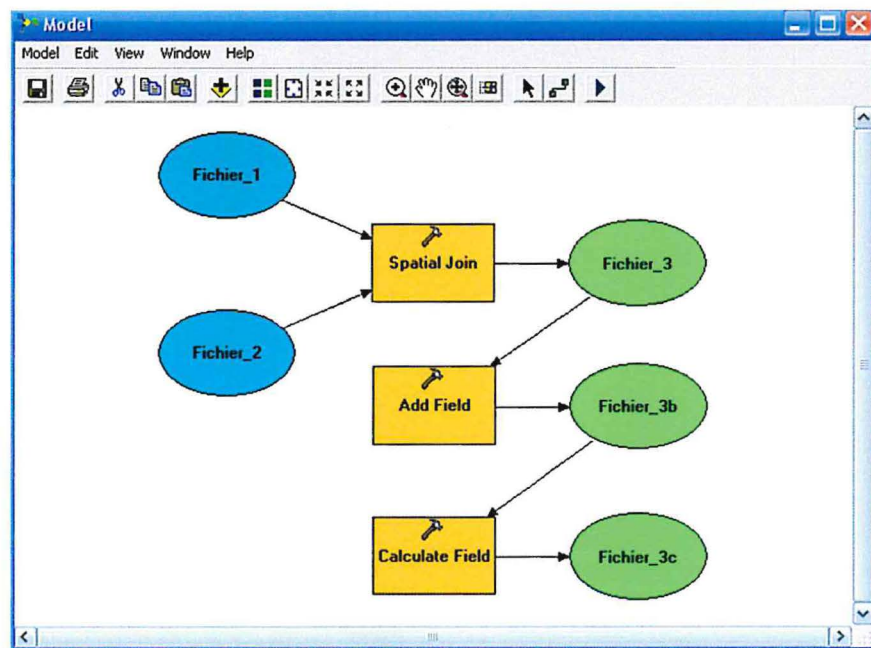 Model
Model Edit View Window Help
Fichier_1
Spatial Join
Fichier_3
Fichier_2
Add Field
Fichier_3b
Calculate Field
Fichier_3c